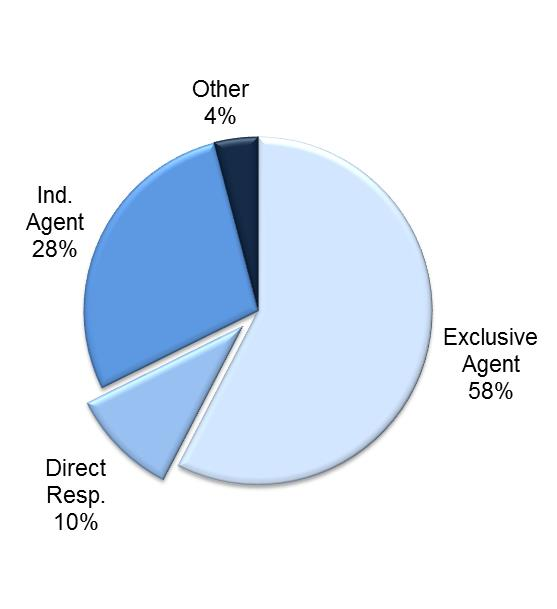 Other
4%
Ind.
Agent
28%
Exclusive
Agent
58%
Direct
Resp.
10%